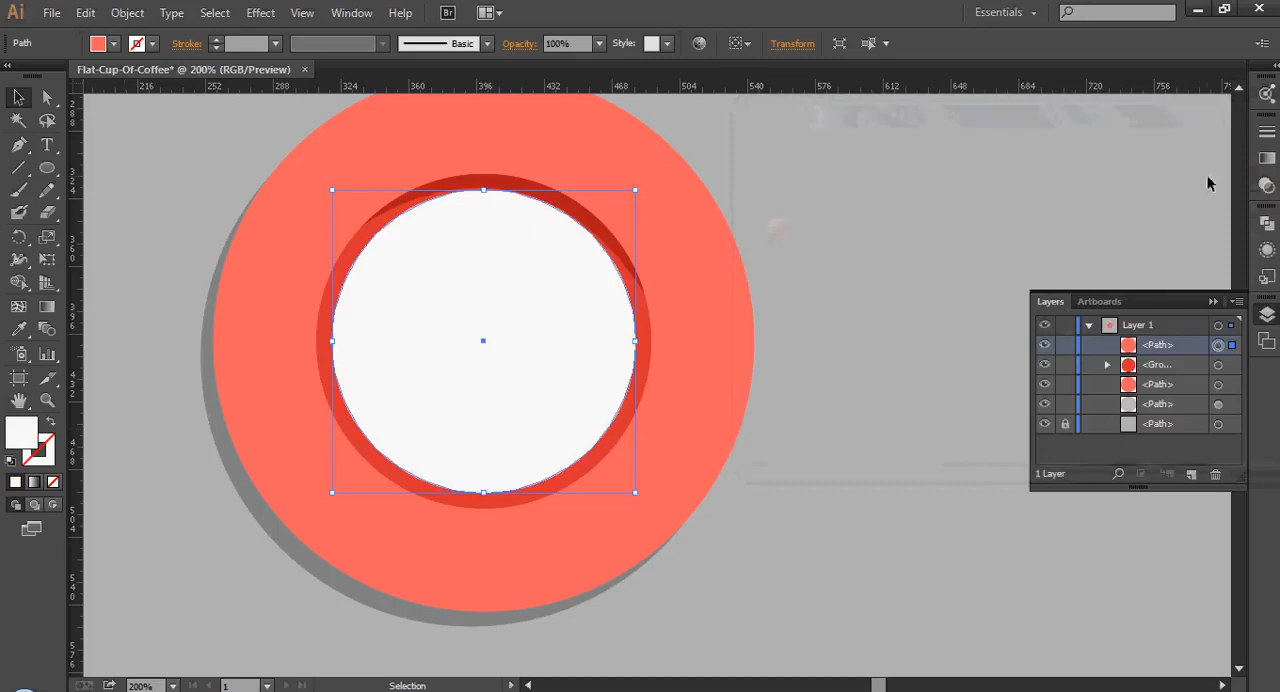 Ai File Edit Object Type Select Effect View Window Help Br Essentials
Path Stroke: Basic Opacity: 100% Style: Transform
Flat-Cup-Of-Coffee* @ 200% (RGB/Preview) ×
216 252 288 324 360 396 432 468 504 540 576 612 648 684 720 756
Layers Artboards
Layer 1
<Path>
<Gro...
<Path>
<Path>
<Path>
1 Layer
200% 1 Selection